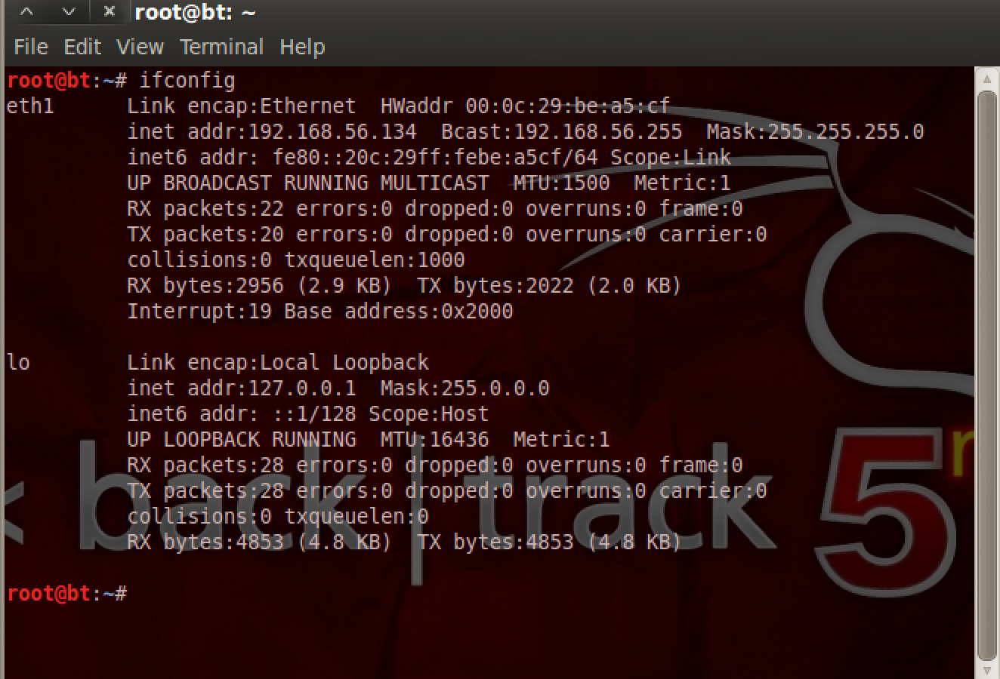 root@bt: ~
File Edit View Terminal Help
root@bt:~# ifconfig
eth1      Link encap:Ethernet  HWaddr 00:0c:29:be:a5:cf
          inet addr:192.168.56.134  Bcast:192.168.56.255  Mask:255.255.255.0
          inet6 addr: fe80::20c:29ff:febe:a5cf/64 Scope:Link
          UP BROADCAST RUNNING MULTICAST  MTU:1500  Metric:1
          RX packets:22 errors:0 dropped:0 overruns:0 frame:0
          TX packets:20 errors:0 dropped:0 overruns:0 carrier:0
          collisions:0 txqueuelen:1000
          RX bytes:2956 (2.9 KB)  TX bytes:2022 (2.0 KB)
          Interrupt:19 Base address:0x2000
lo        Link encap:Local Loopback
          inet addr:127.0.0.1  Mask:255.0.0.0
          inet6 addr: ::1/128 Scope:Host
          UP LOOPBACK RUNNING  MTU:16436  Metric:1
          RX packets:28 errors:0 dropped:0 overruns:0 frame:0
          TX packets:28 errors:0 dropped:0 overruns:0 carrier:0
          collisions:0 txqueuelen:0
          RX bytes:4853 (4.8 KB)  TX bytes:4853 (4.8 KB)
root@bt:~#
<< back | track 5